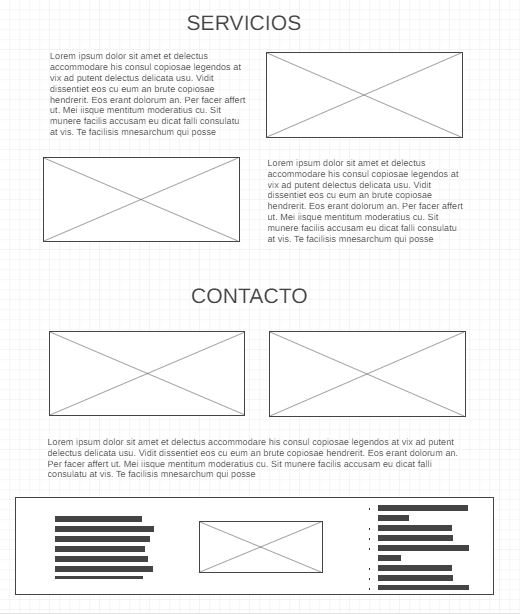 SERVICIOS
Lorem ipsum dolor sit amet et delectus
accommodare his consul copiosae legendos at
vix ad putent delectus delicata usu. Vidit
dissentiet eos cu eum an brute copiosae
hendrerit. Eos erant dolorum an. Per facer affert
ut. Mei iisque mentitum moderatius cu. Sit
munere facilis accusam eu dicat falli consulatu
at vis. Te facilisis mnesarchum qui posse
Lorem ipsum dolor sit amet et delectus
accommodare his consul copiosae legendos at
vix ad putent delectus delicata usu. Vidit
dissentiet eos cu eum an brute copiosae
hendrerit. Eos erant dolorum an. Per facer affert
ut. Mei iisque mentitum moderatius cu. Sit
munere facilis accusam eu dicat falli consulatu
at vis. Te facilisis mnesarchum qui posse
CONTACTO
Lorem ipsum dolor sit amet et delectus accommodare his consul copiosae legendos at vix ad putent
delectus delicata usu. Vidit dissentiet eos cu eum an brute copiosae hendrerit. Eos erant dolorum an.
Per facer affert ut. Mei iisque mentitum moderatius cu. Sit munere facilis accusam eu dicat falli
consulatu at vis. Te facilisis mnesarchum qui posse